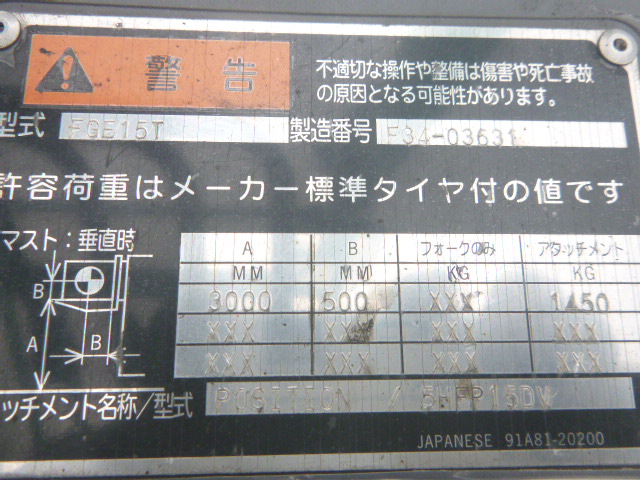 警告
不適切な操作や整備は傷害や死亡事故
の原因となる可能性があります。
型式 FGE15T 製造番号 F34-03631
許容荷重はメーカー標準タイヤ付の値です
マスト：垂直時
A B フォークのみ アタッチメント
MM MM KG KG
3000 500 XXX 1450
XXX XXX XXX XXX
XXX XXX XXX XXX
B
A B
ッチメント名称/型式 POSITION /
JAPANESE 91A81-20200